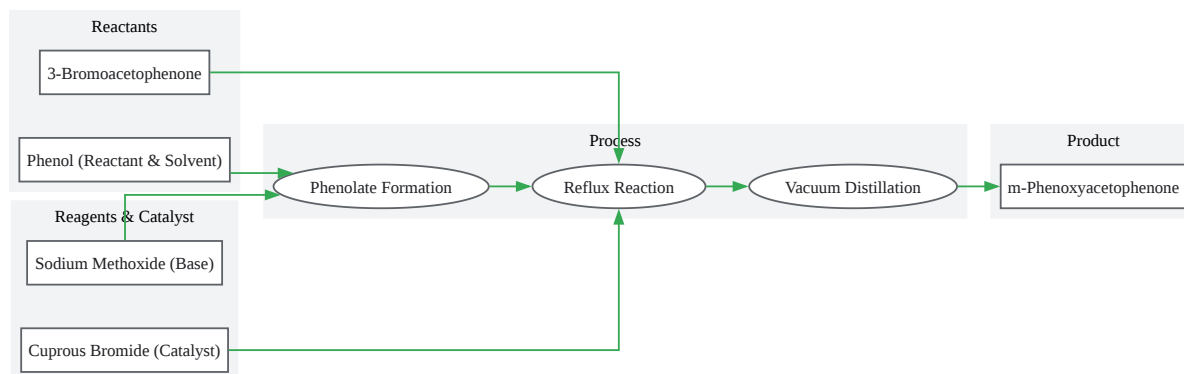 Reactants
3-Bromoacetophenone
Phenol (Reactant & Solvent)
Reagents & Catalyst
Sodium Methoxide (Base)
Cuprous Bromide (Catalyst)
Process
Phenolate Formation
Reflux Reaction
Vacuum Distillation
Product
m-Phenoxyacetophenone